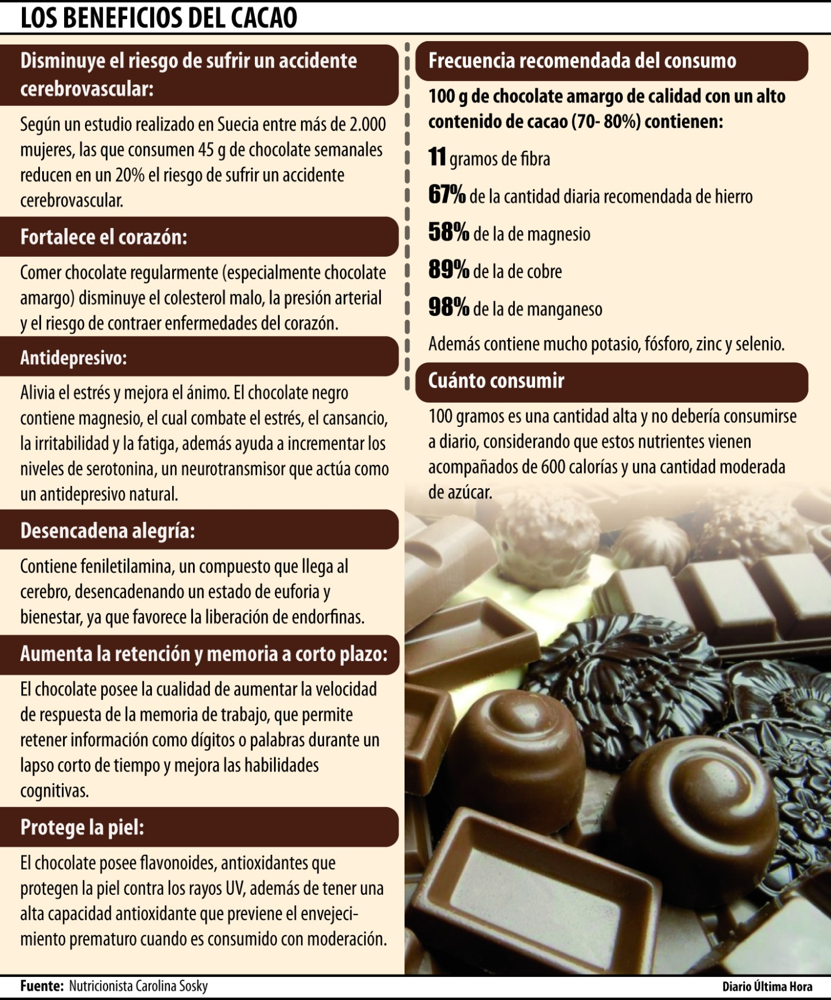 LOS BENEFICIOS DEL CACAO
Disminuye el riesgo de sufrir un accidente
cerebrovascular:
Según un estudio realizado en Suecia entre más de 2.000
mujeres, las que consumen 45 g de chocolate semanales
reducen en un 20% el riesgo de sufrir un accidente
cerebrovascular.
Fortalece el corazón:
Comer chocolate regularmente (especialmente chocolate
amargo) disminuye el colesterol malo, la presión arterial
y el riesgo de contraer enfermedades del corazón.
Antidepresivo:
Alivia el estrés y mejora el ánimo. El chocolate negro
contiene magnesio, el cual combate el estrés, el cansancio,
la irritabilidad y la fatiga, además ayuda a incrementar los
niveles de serotonina, un neurotransmisor que actúa como
un antidepresivo natural.
Desencadena alegría:
Contiene feniletilamina, un compuesto que llega al
cerebro, desencadenando un estado de euforia y
bienestar, ya que favorece la liberación de endorfinas.
Aumenta la retención y memoria a corto plazo:
El chocolate posee la cualidad de aumentar la velocidad
de respuesta de la memoria de trabajo, que permite
retener información como dígitos o palabras durante un
lapso corto de tiempo y mejora las habilidades
cognitivas.
Protege la piel:
El chocolate posee flavonoides, antioxidantes que
protegen la piel contra los rayos UV, además de tener una
alta capacidad antioxidante que previene el envejeci-
miento prematuro cuando es consumido con moderación.
Frecuencia recomendada del consumo
100 g de chocolate amargo de calidad con un alto
contenido de cacao (70- 80%) contienen:
11 gramos de fibra
67% de la cantidad diaria recomendada de hierro
58% de la de magnesio
89% de la de cobre
98% de la de manganeso
Además contiene mucho potasio, fósforo, zinc y selenio.
Cuánto consumir
100 gramos es una cantidad alta y no debería consumirse
a diario, considerando que estos nutrientes vienen
acompañados de 600 calorías y una cantidad moderada
de azúcar.
Fuente: Nutricionista Carolina Sosky
Diario Última Hora